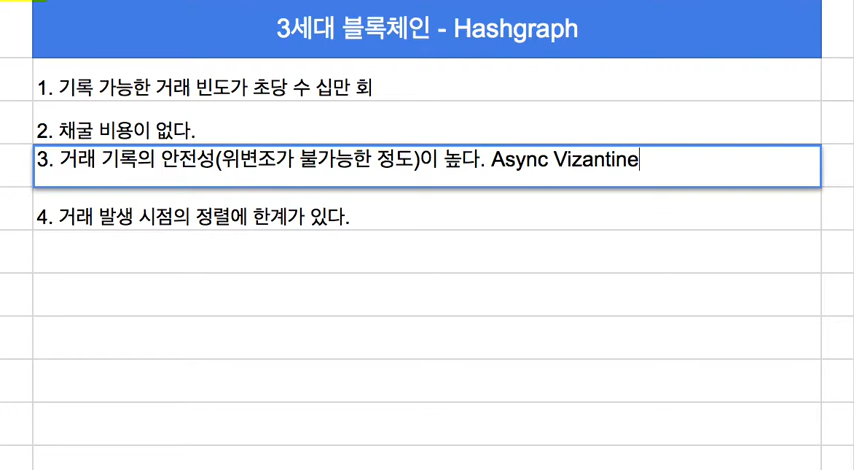 3세대 블록체인 - Hashgraph
1. 기록 가능한 거래 빈도가 초당 수 십만 회
2. 채굴 비용이 없다.
3. 거래 기록의 안전성(위변조가 불가능한 정도)이 높다. Async Vizantine
4. 거래 발생 시점의 정렬에 한계가 있다.